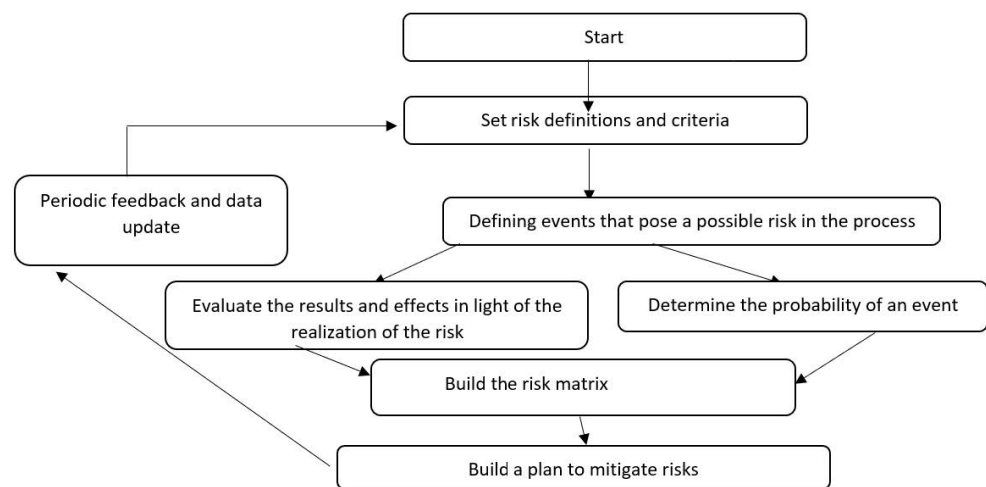 Start
Set risk definitions and criteria
Periodic feedback and data
update
Defining events that pose a possible risk in the process
Evaluate the results and effects in light of the
realization of the risk
Determine the probability of an event
Build the risk matrix
Build a plan to mitigate risks